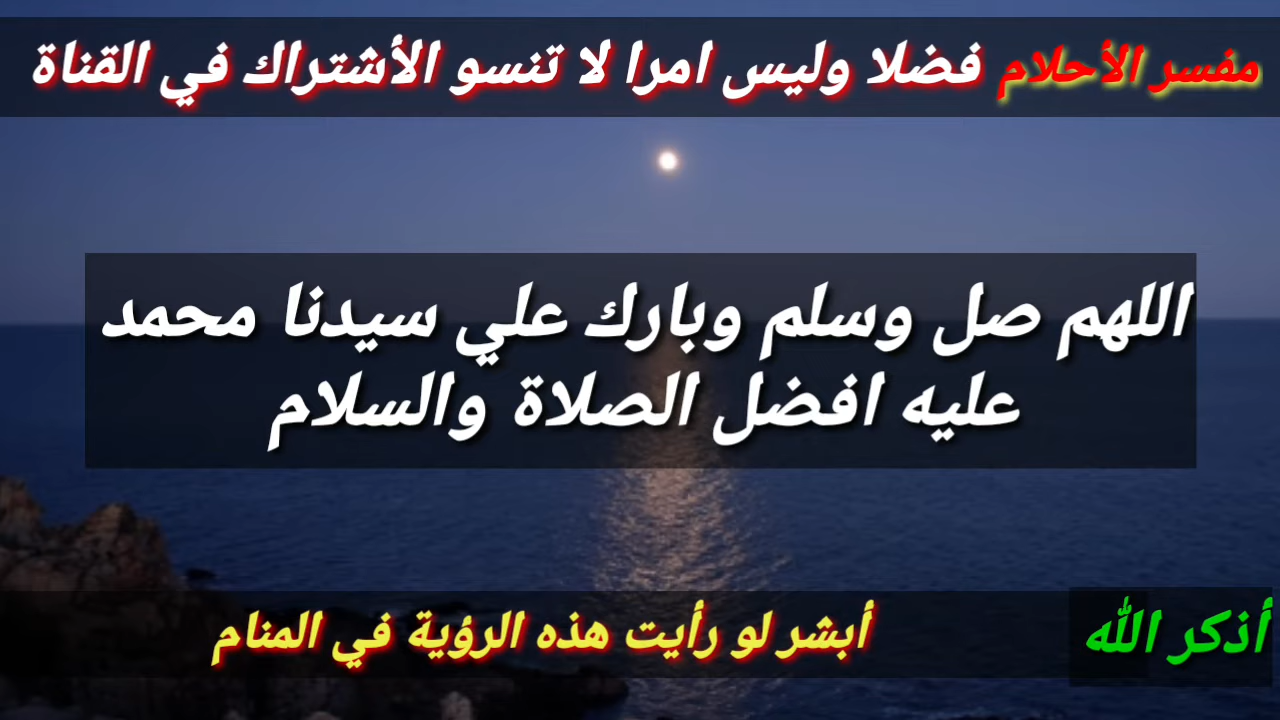 مفسر الأحلام فضلا وليس امرا لا تنسو الأشتراك في القناة
اللهم صل وسلم وبارك علي سيدنا محمد
عليه افضل الصلاة والسلام
أذكر الله
أبشر لو رأيت هذه الرؤية في المنام